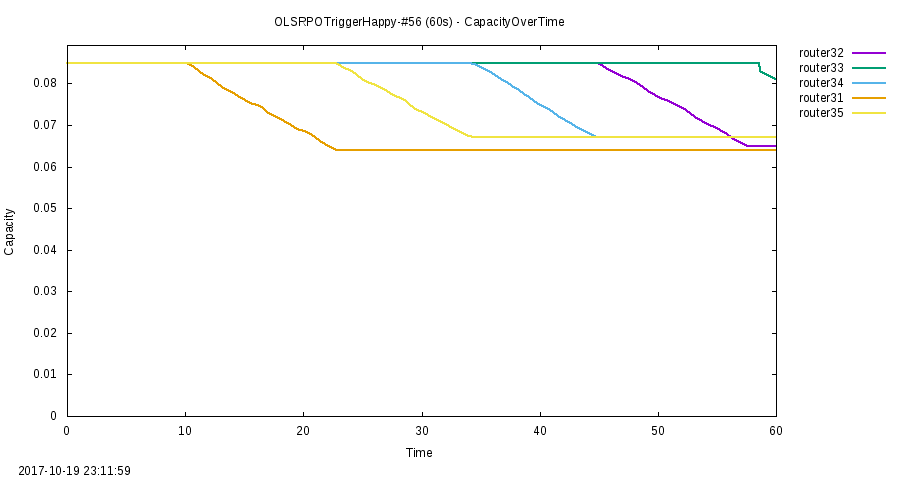 OLSRPOTriggerHappy-#56 (60s) - CapacityOverTime
router32
router33
router34
router31
router35
0.08
0.07
0.06
0.05
0.04
0.03
0.02
0.01
0
Capacity
0 10 20 30 40 50 60
Time
2017-10-19 23:11:59